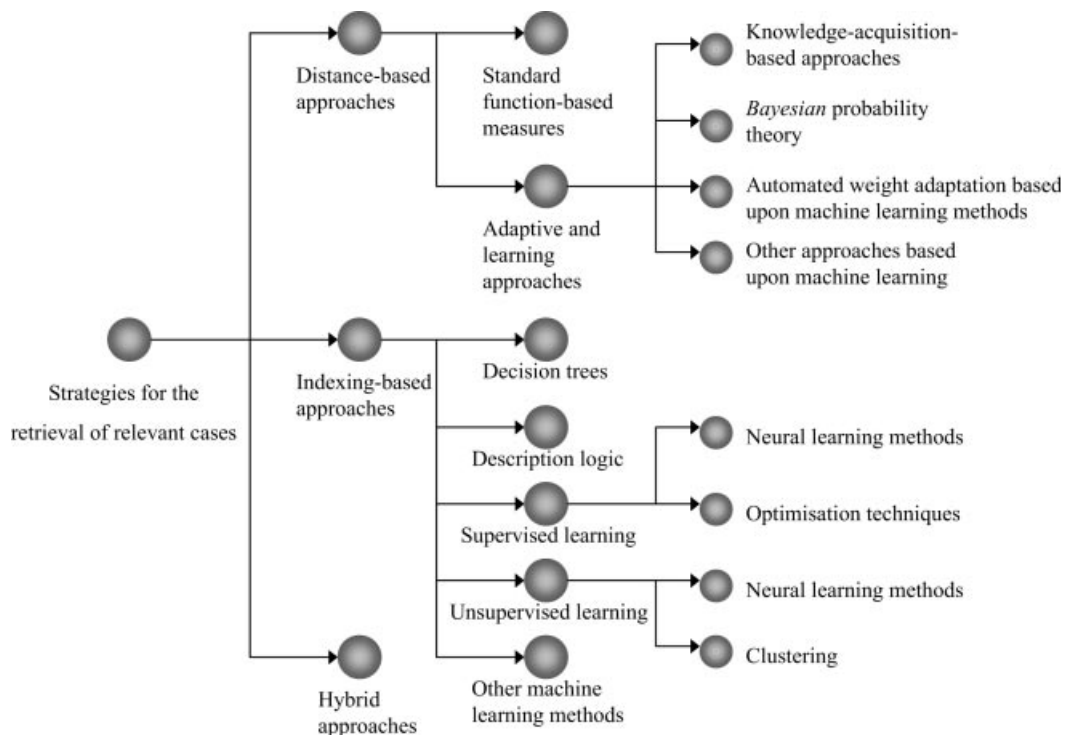 Strategies for the
retrieval of relevant cases
Distance-based
approaches
Standard
function-based
measures
Adaptive and
learning approaches
Knowledge-acquisition-
based approaches
Bayesian probability
theory
Automated weight adaptation based
upon machine learning methods
Other approaches based
upon machine learning
Indexing-based
approaches
Decision trees
Description logic
Supervised learning
Neural learning methods
Optimisation techniques
Unsupervised learning
Neural learning methods
Clustering
Other machine
learning methods
Hybrid
approaches